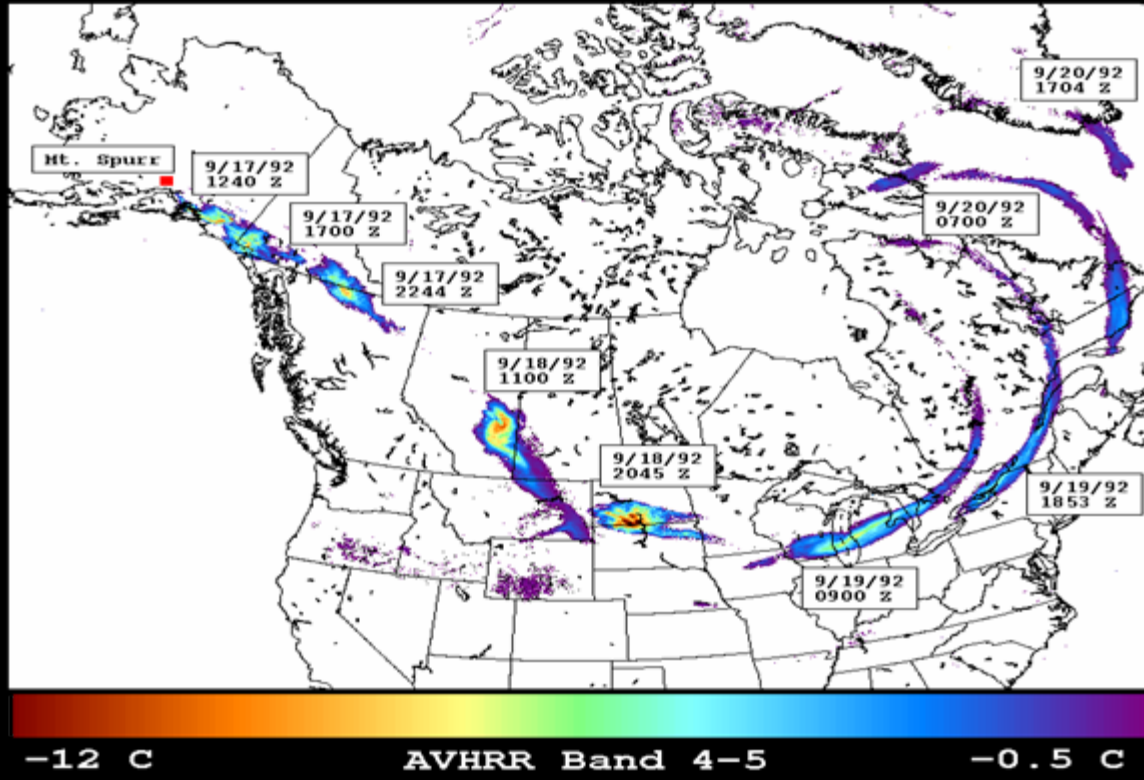 9/20/92
1704 Z
Mt. Spurr
9/17/92
1240 Z
9/17/92
1700 Z
9/20/92
0700 Z
9/17/92
2244 Z
9/18/92
1100 Z
9/18/92
2045 Z
9/19/92
1853 Z
9/19/92
0900 Z
-12 C AVHRR Band 4-5 -0.5 C